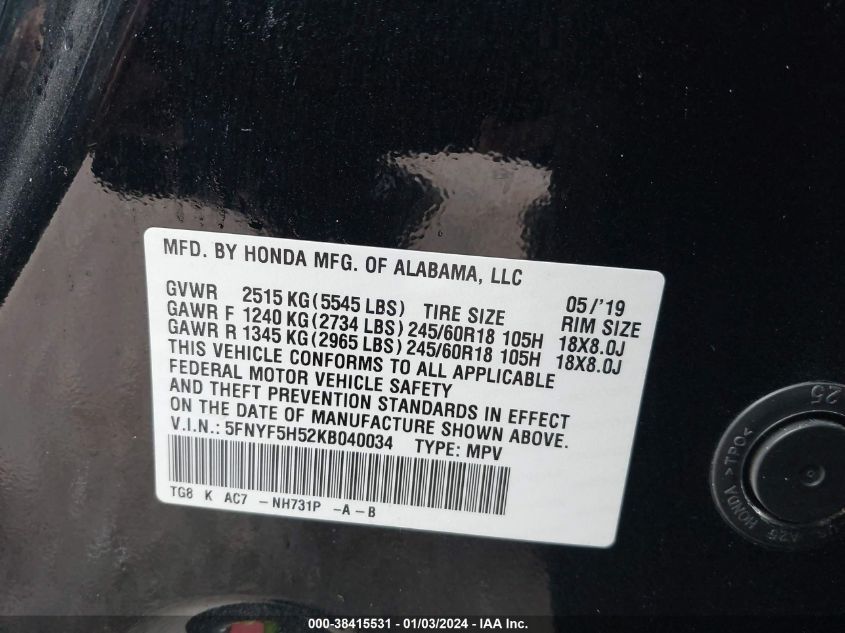 MFD. BY HONDA MFG. OF ALABAMA, LLC
GVWR 2515 KG(5545 LBS) TIRE SIZE 05/'19 RIM SIZE
GAWR F 1240 KG(2734 LBS)245/60R18 105H 18X8.0J
GAWR R 1345 KG(2965 LBS)245/60R18 105H 18X8.0J
THIS VEHICLE CONFORMS TO ALL APPLICABLE
FEDERAL MOTOR VEHICLE SAFETY
AND THEFT PREVENTION STANDARDS IN EFFECT
ON THE DATE OF MANUFACTURE SHOWN ABOVE.
V.I.N.: 5FNYF5H52KB040034 TYPE: MPV
TG8 K AC7 -NH731P -A-B
25
HONDA >TPO<
000-38415531 - 01/03/2024 - IAA Inc.